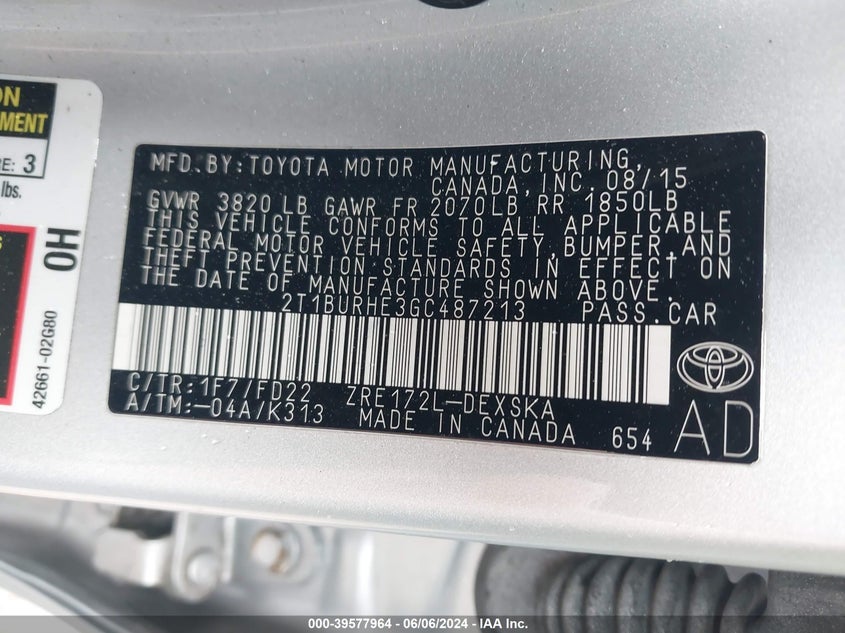 ON
MENT
RE: 3
lbs.
OH
42661-02G80
MFD. BY: TOYOTA MOTOR MANUFACTURING,
CANADA, INC. 08/15
GVWR 3820 LB GAWR FR 2070LB RR 1850LB
THIS VEHICLE CONFORMS TO ALL APPLICABLE
FEDERAL MOTOR VEHICLE SAFETY, BUMPER, AND
THEFT PREVENTION STANDARDS IN EFFECT ON
THE DATE OF MANUFACTURE SHOWN ABOVE.
2T1BURHE3GC487213 PASS. CAR
C/TR: 1F7/FD22 ZRE172L-DEXSKA
A/TM: -04A/K313 MADE IN CANADA 654 AD
000-39577964 | 06/06/2024 - IAA Inc.